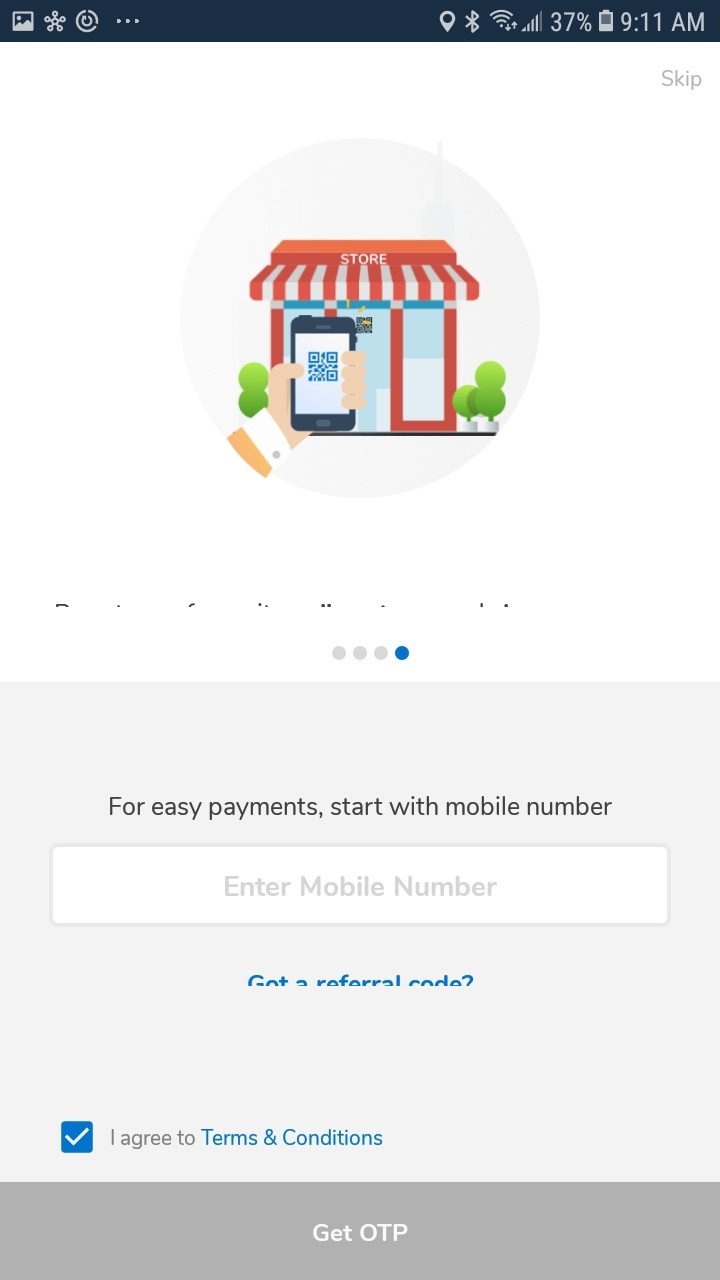 37% 9:11 AM
Skip
STORE
For easy payments, start with mobile number
Enter Mobile Number
Got a referral code?
I agree to Terms & Conditions
Get OTP